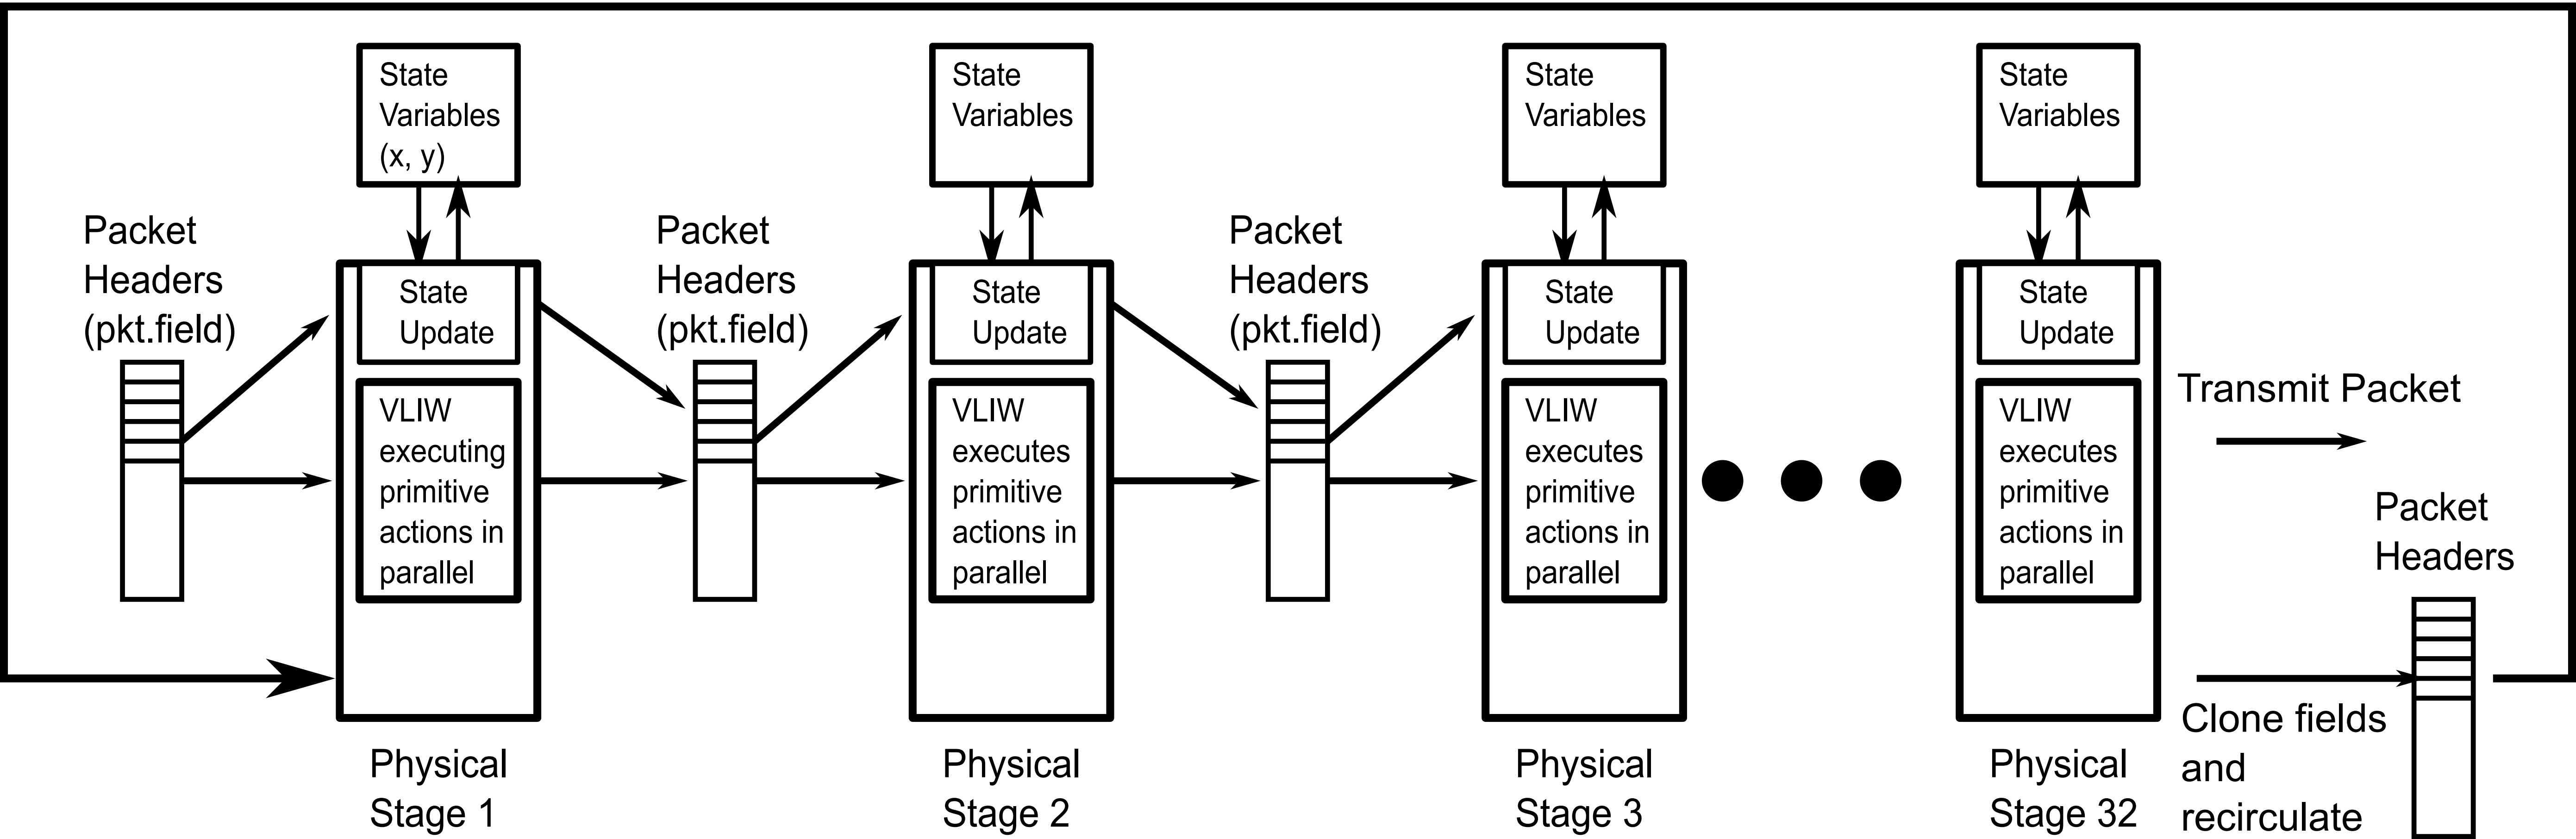 State
Variables
(x, y)
State
Variables
State
Variables
State
Variables
Packet
Headers
(pkt.field)
Packet
Headers
(pkt.field)
Packet
Headers
(pkt.field)
State
Update
State
Update
State
Update
State
Update
VLIW
executing
primitive
actions in
parallel
VLIW
executes
primitive
actions in
parallel
VLIW
executes
primitive
actions in
parallel
VLIW
executes
primitive
actions in
parallel
Transmit Packet
Packet
Headers
Clone fields
and
recirculate
Physical
Stage 1
Physical
Stage 2
Physical
Stage 3
Physical
Stage 32